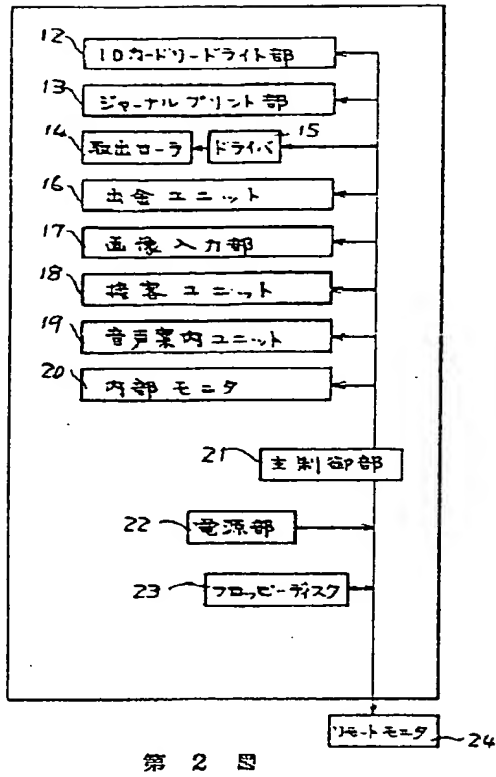 12 IDカードリードライト部
13 ジャーナルプリント部
14 取出ローラ ドライバ 15
16 出金ユニット
17 画像入力部
18 接客ユニット
19 音声案内ユニット
20 内部モニタ
21 主制御部
22 電源部
23 フロッピーディスク
リモートモニタ 24
第 2 図